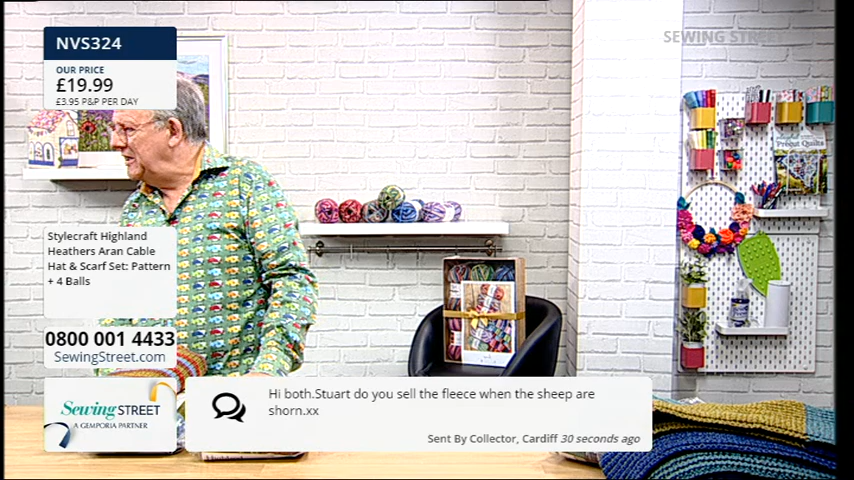 NVS324
OUR PRICE
£19.99
£3.95 P&P PER DAY
SEWING STREET
Precut Quilts
Stylecraft Highland
Heathers Aran Cable
Hat & Scarf Set: Pattern
+ 4 Balls
0800 001 4433
SewingStreet.com
Sewing STREET
A GEMPORIA PARTNER
Hi both.Stuart do you sell the fleece when the sheep are
shorn.xx
Sent By Collector, Cardiff 30 seconds ago